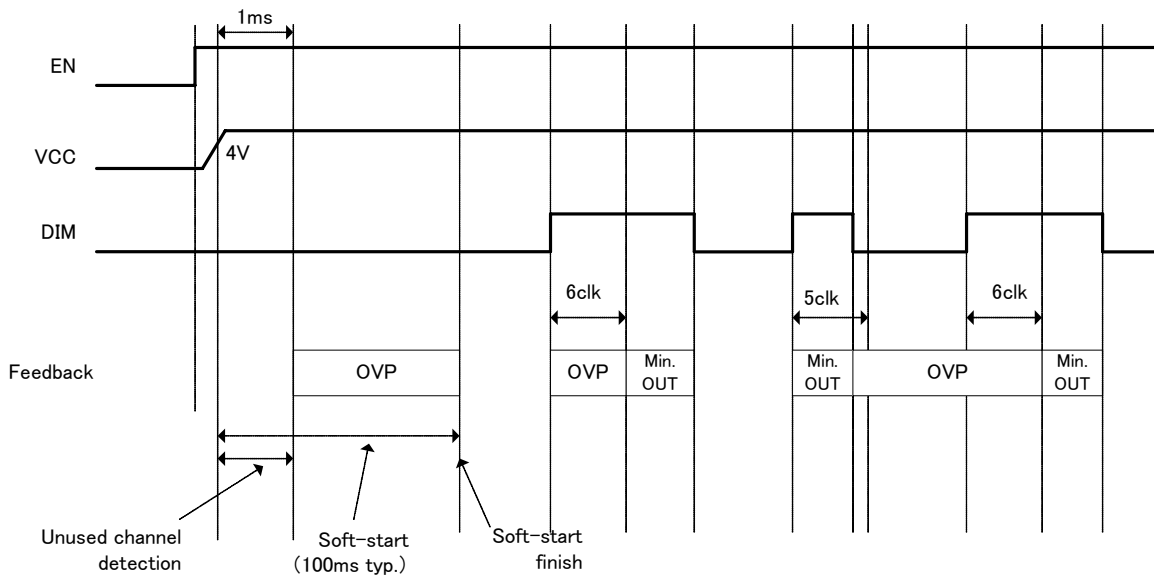 1ms
EN
VCC
4V
DIM
6clk
5clk
6clk
Feedback
OVP
OVP
Min.
OUT
Min.
OUT
OVP
Min.
OUT
Unused channel
detection
Soft-start
(100ms typ.)
Soft-start
finish